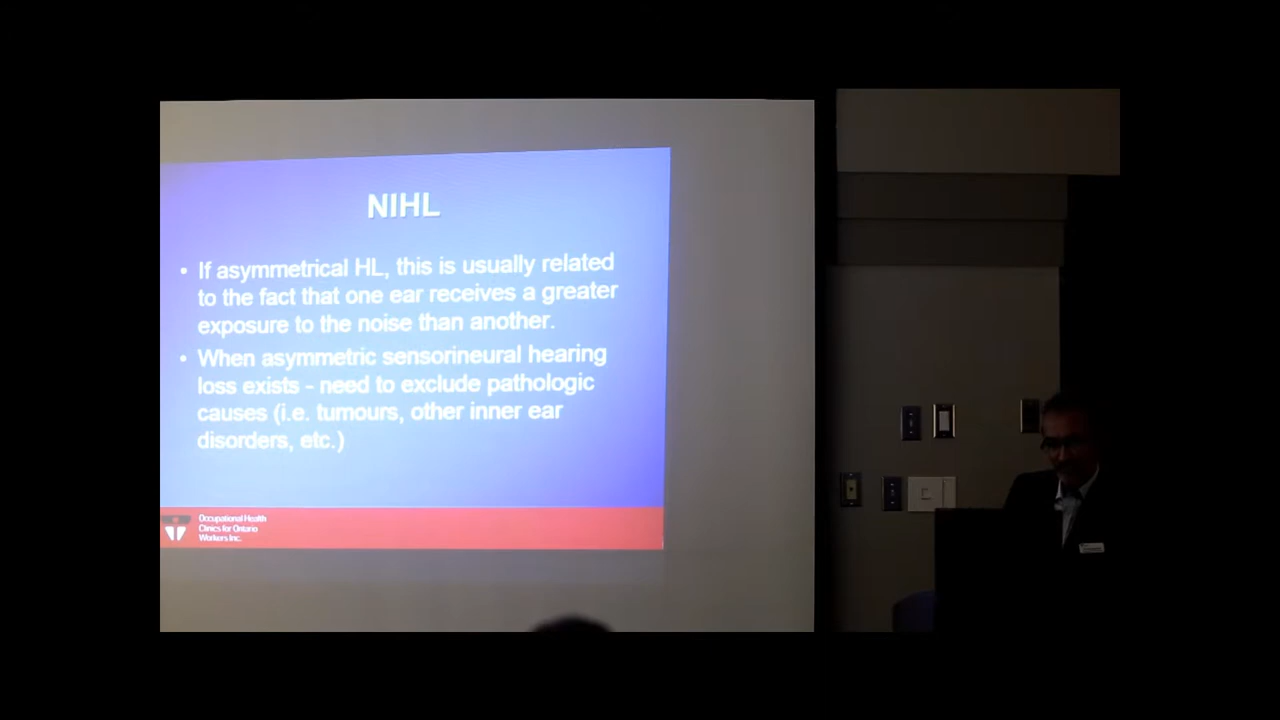 NIHL
• If asymmetrical HL, this is usually related
to the fact that one ear receives a greater
exposure to the noise than another.
• When asymmetric sensorineural hearing
loss exists - need to exclude pathologic
causes (i.e. tumours, other inner ear
disorders, etc.)
Occupational Health
Clinics for Ontario
Workers Inc.